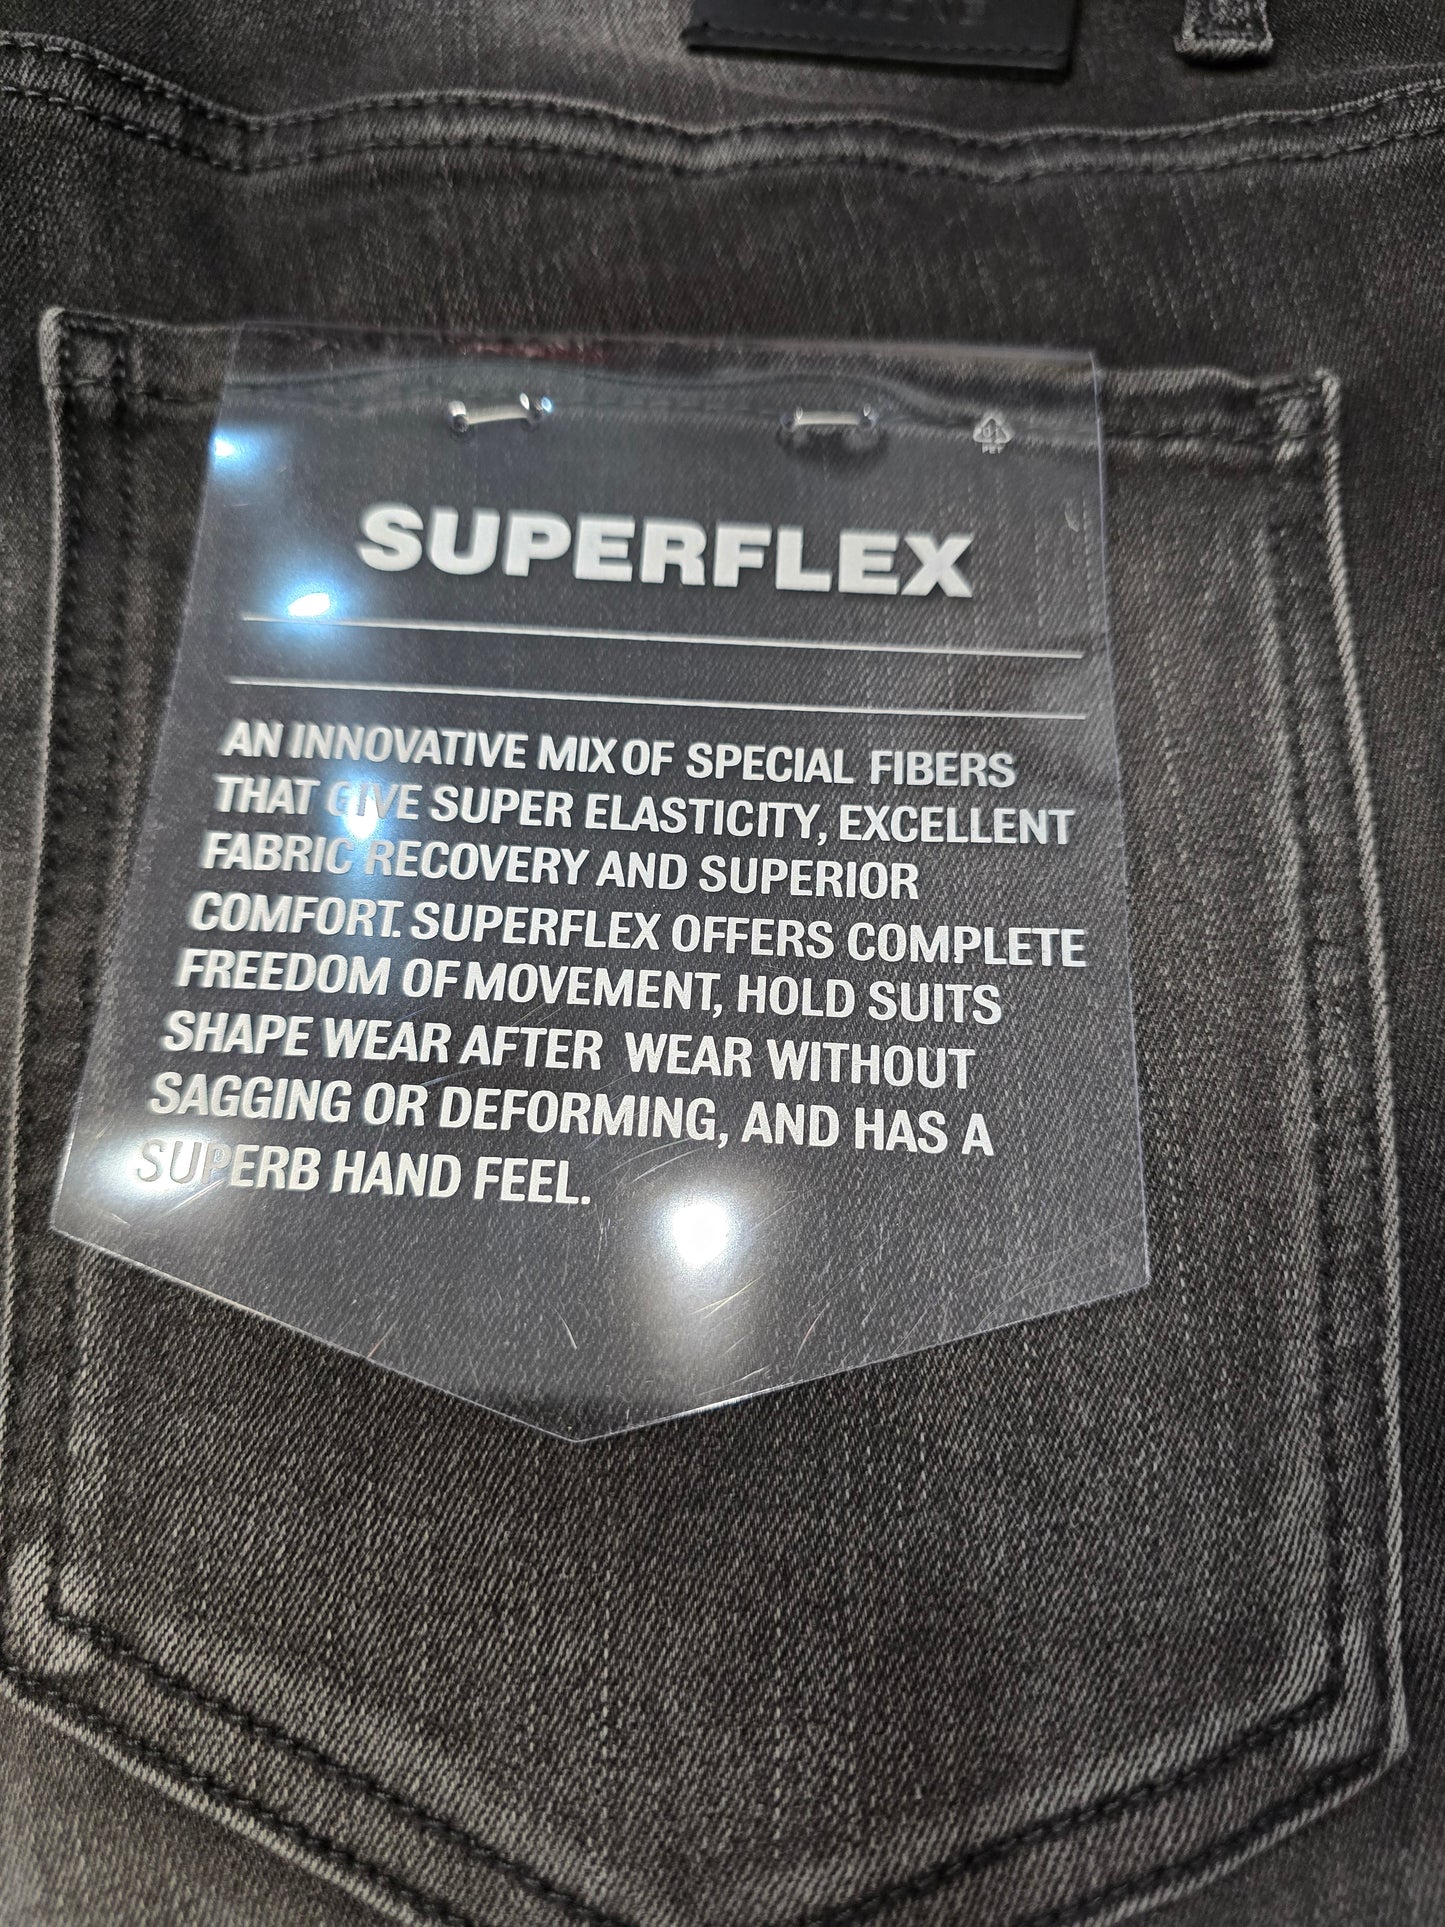 SUPERFLEX
AN INNOVATIVE MIX OF SPECIAL FIBERS
THAT GIVE SUPER ELASTICITY, EXCELLENT
FABRIC RECOVERY AND SUPERIOR
COMFORT. SUPERFLEX OFFERS COMPLETE
FREEDOM OF MOVEMENT, HOLD SUITS
SHAPE WEAR AFTER WEAR WITHOUT
SAGGING OR DEFORMING, AND HAS A
SUPERB HAND FEEL.